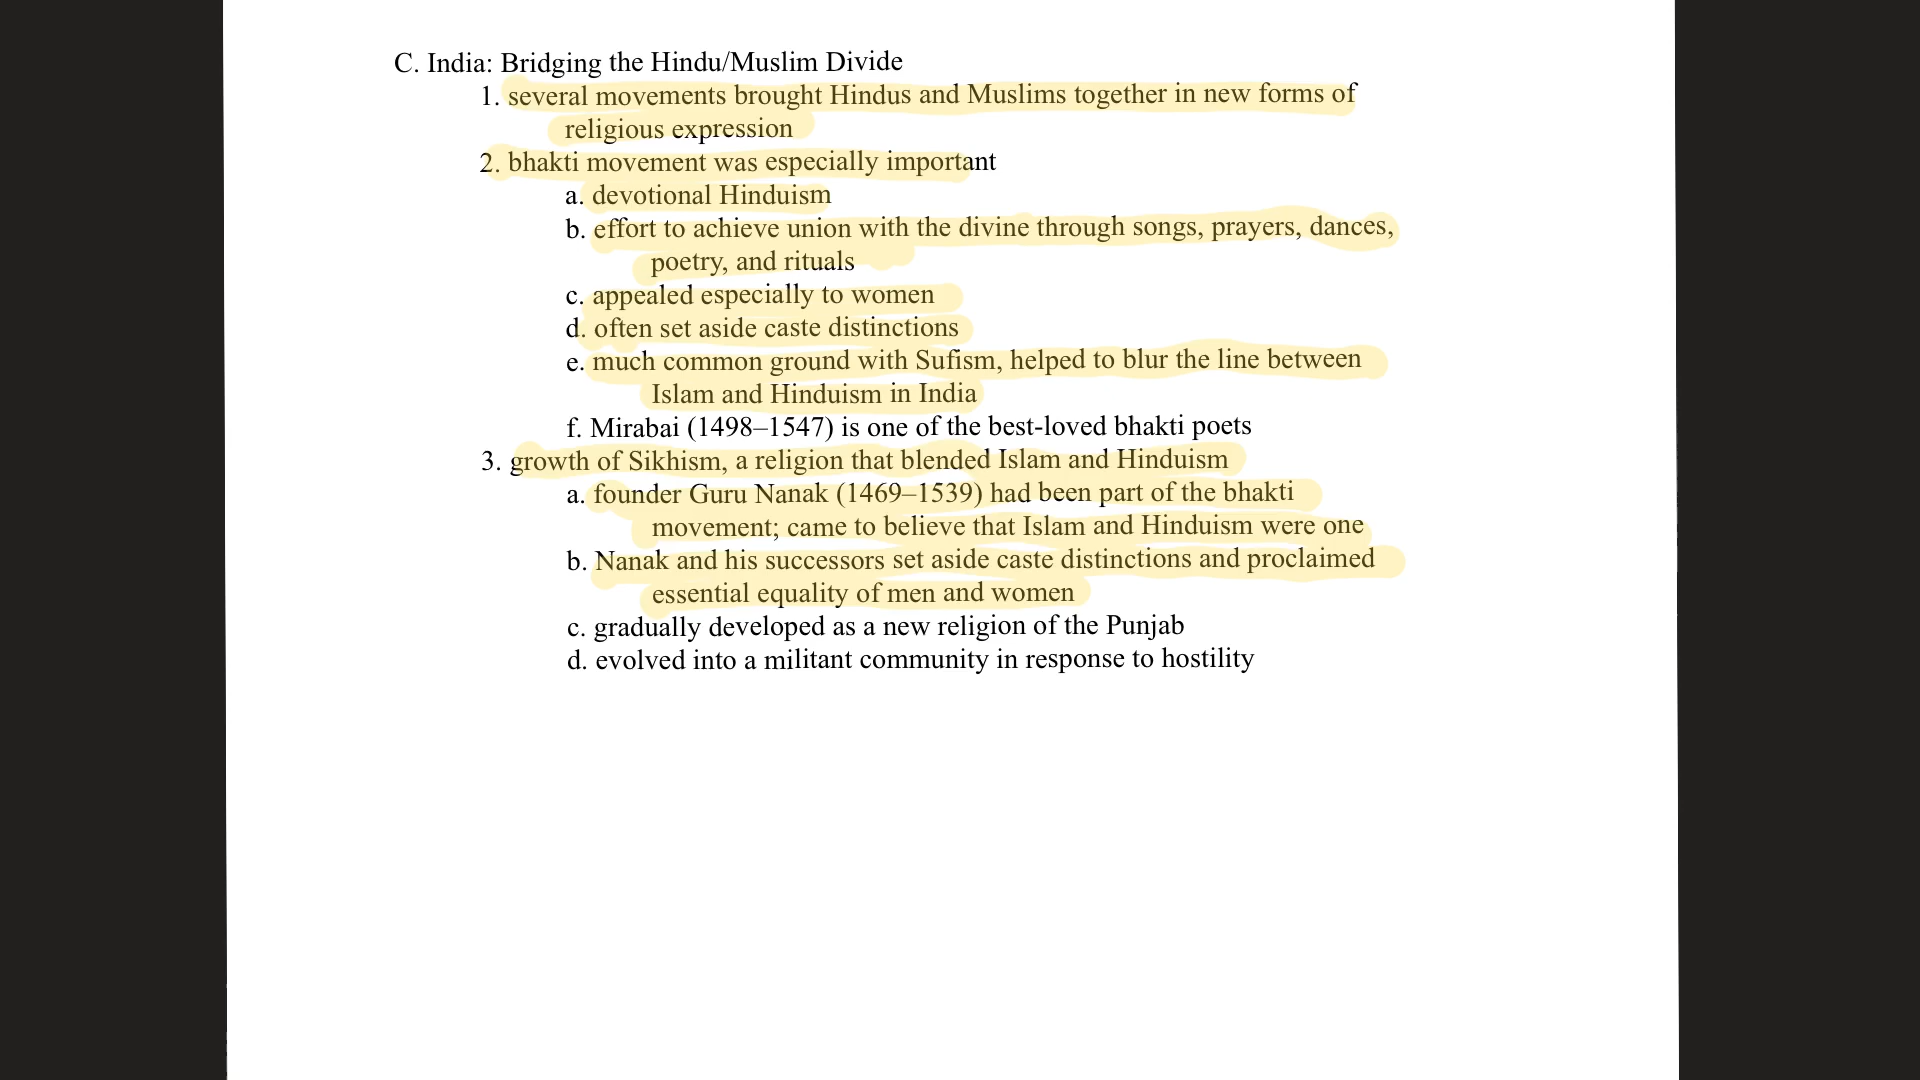 C. India: Bridging the Hindu/Muslim Divide
1. several movements brought Hindus and Muslims together in new forms of
religious expression
2. bhakti movement was especially important
a. devotional Hinduism
b. effort to achieve union with the divine through songs, prayers, dances,
poetry, and rituals
c. appealed especially to women
d. often set aside caste distinctions
e. much common ground with Sufism, helped to blur the line between
Islam and Hinduism in India
f. Mirabai (1498–1547) is one of the best-loved bhakti poets
3. growth of Sikhism, a religion that blended Islam and Hinduism
a. founder Guru Nanak (1469–1539) had been part of the bhakti
movement; came to believe that Islam and Hinduism were one
b. Nanak and his successors set aside caste distinctions and proclaimed
essential equality of men and women
c. gradually developed as a new religion of the Punjab
d. evolved into a militant community in response to hostility